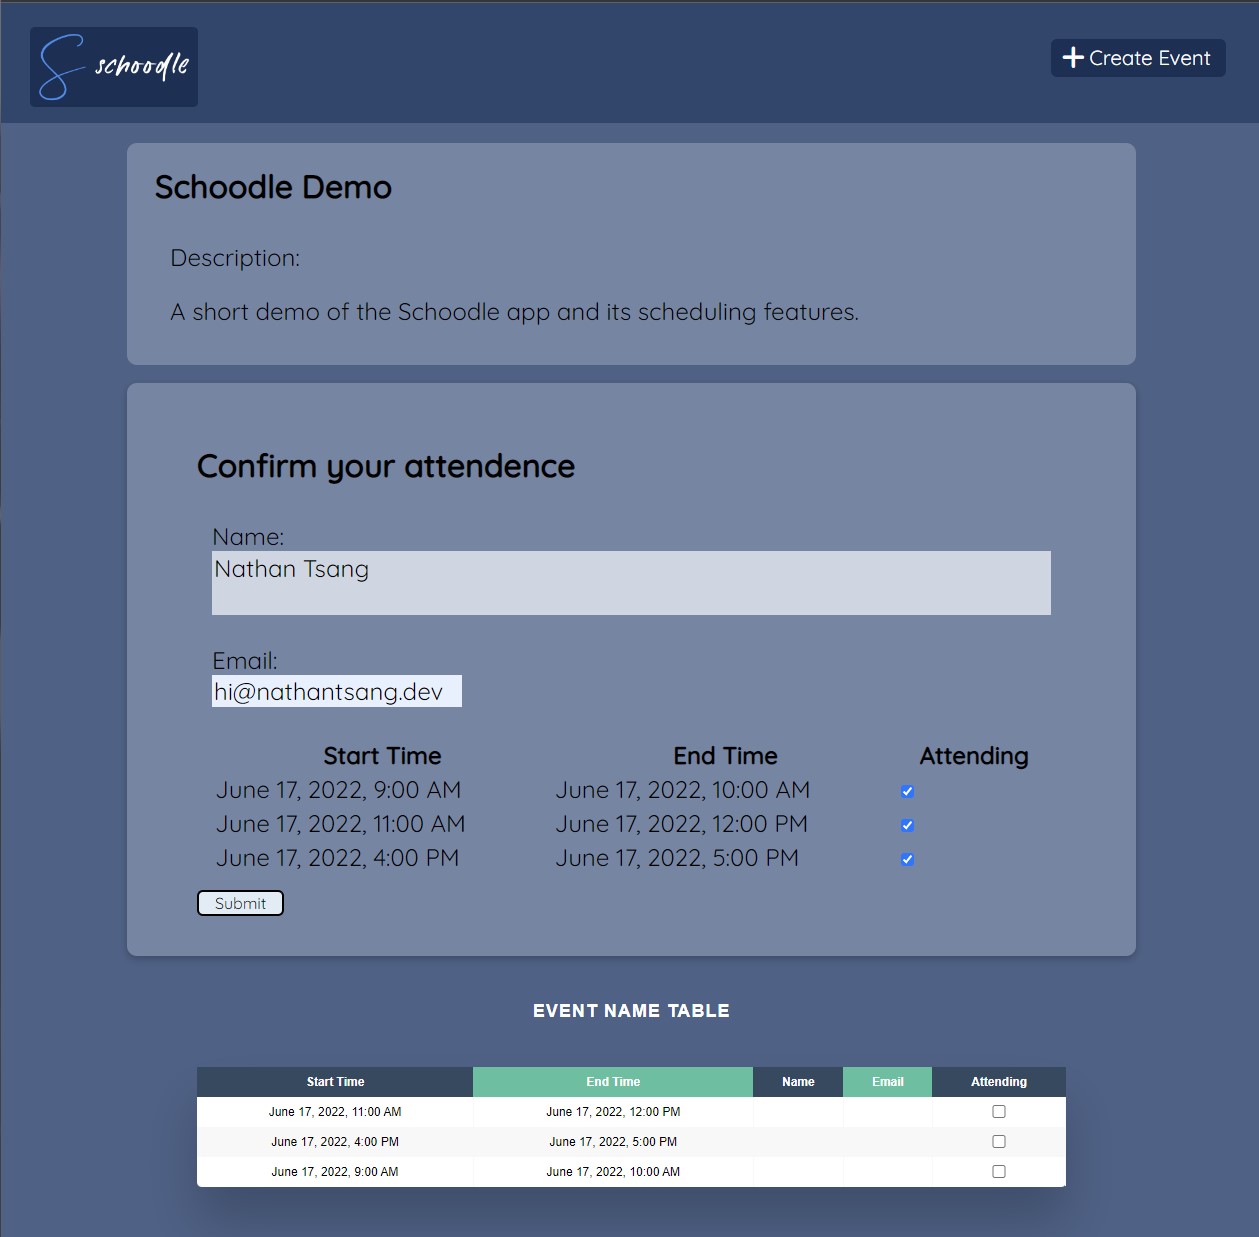 schoodle
Create Event
Schoodle Demo
Description:
A short demo of the Schoodle app and its scheduling features.
Confirm your attendence
Name:
Nathan Tsang
Email:
hi@nathantsang.dev
Start Time End Time Attending
June 17, 2022, 9:00 AM June 17, 2022, 10:00 AM
June 17, 2022, 11:00 AM June 17, 2022, 12:00 PM
June 17, 2022, 4:00 PM June 17, 2022, 5:00 PM
Submit
EVENT NAME TABLE
Start Time End Time Name Email Attending
June 17, 2022, 11:00 AM June 17, 2022, 12:00 PM
June 17, 2022, 4:00 PM June 17, 2022, 5:00 PM
June 17, 2022, 9:00 AM June 17, 2022, 10:00 AM